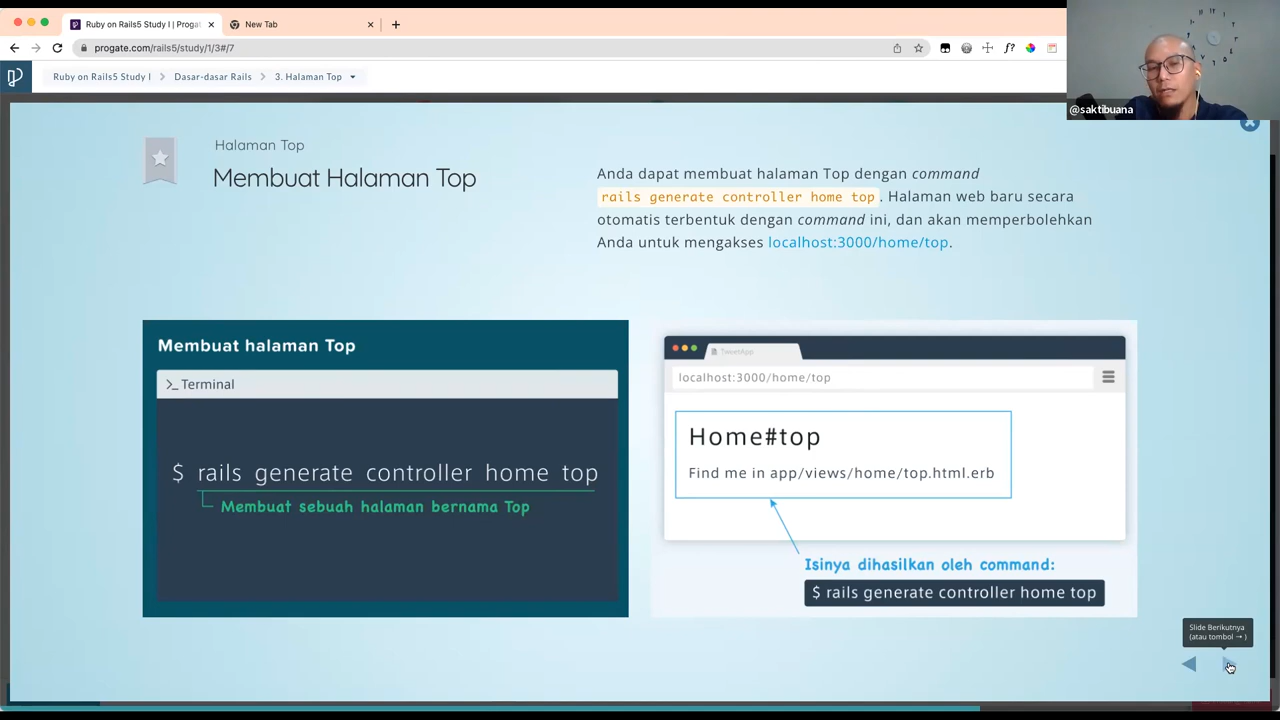 Ruby on Rails5 Study I | Progat
New Tab
progate.com/rails5/study/1/3#/7
f?
Ruby on Rails5 Study I
Dasar-dasar Rails
3. Halaman Top
@saktibuana
Halaman Top
Membuat Halaman Top
Anda dapat membuat halaman Top dengan command
rails generate controller home top. Halaman web baru secara
otomatis terbentuk dengan command ini, dan akan memperbolehkan
Anda untuk mengakses localhost:3000/home/top.
Membuat halaman Top
>_ Terminal
$ rails generate controller home top
Membuat sebuah halaman bernama Top
TweetApp
localhost:3000/home/top
Home#top
Find me in app/views/home/top.html.erb
Isinya dihasilkan oleh command:
$ rails generate controller home top
Slide Berikutnya
(atau tombol → )